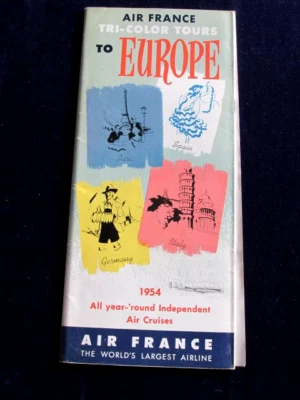 AIR FRANCE
TRI-COLOR TOURS
TO EUROPE
Paris
Spain
Germany
Italy
1954
All year-'round Independent
Air Cruises
AIR FRANCE
THE WORLD'S LARGEST AIRLINE